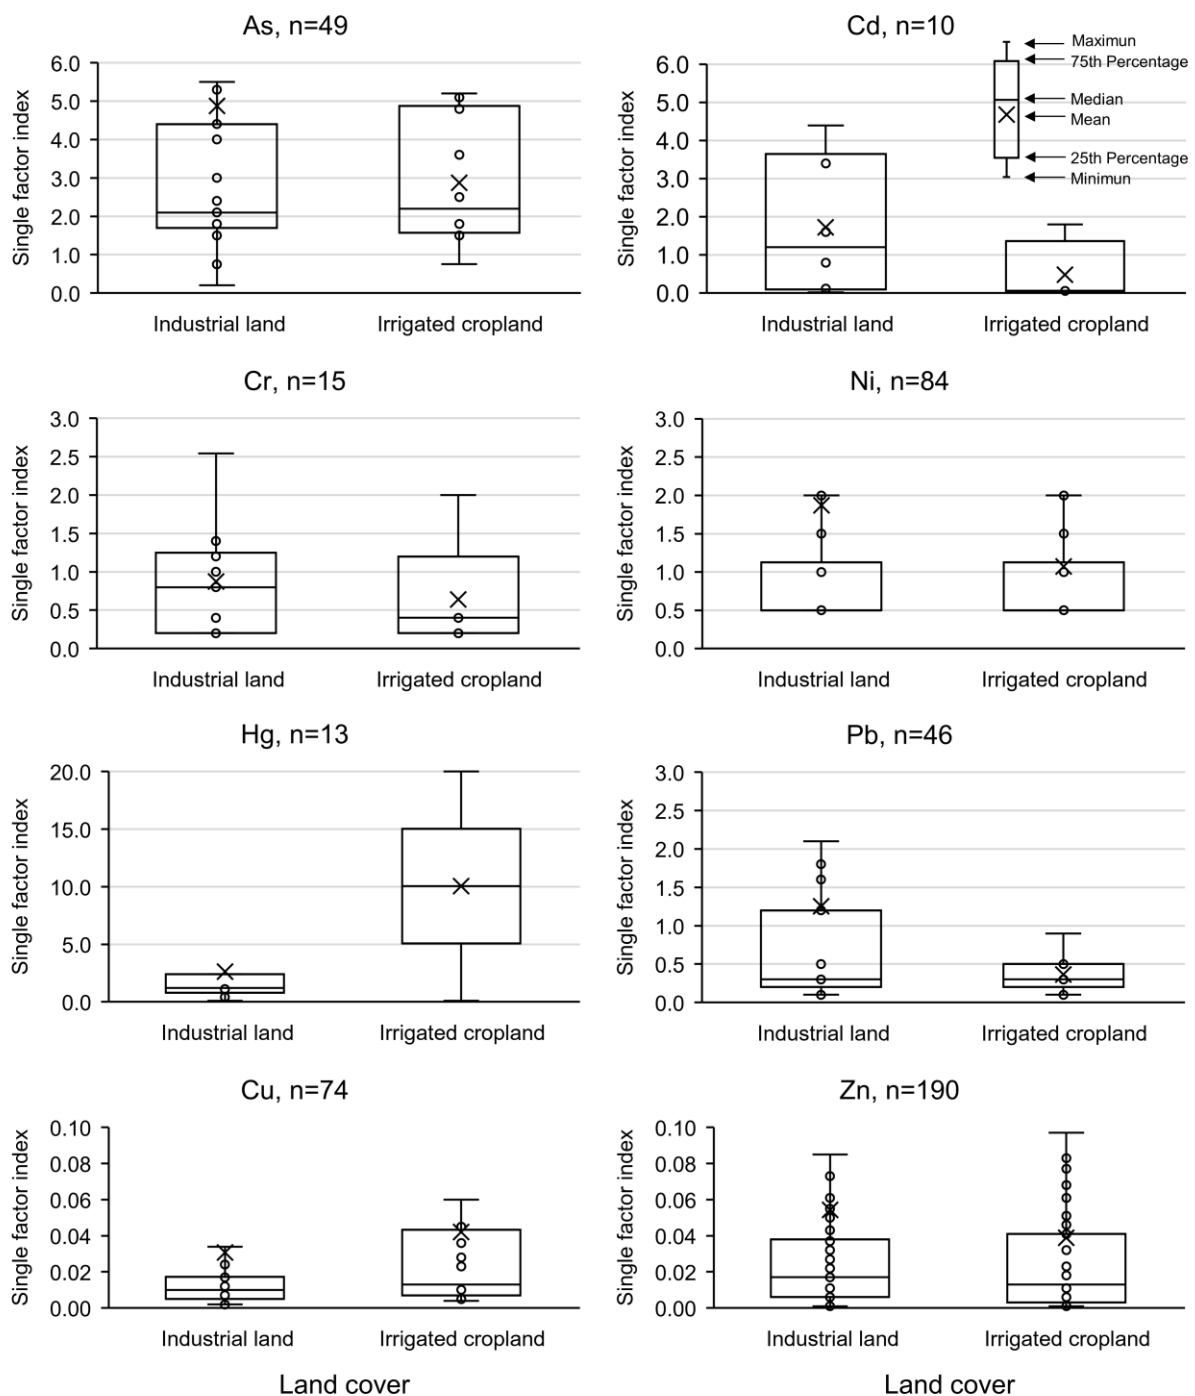 As, n=49
Single factor index
6.0
5.0
4.0
3.0
2.0
1.0
0.0
Industrial land
Irrigated cropland
Cd, n=10
Single factor index
6.0
5.0
4.0
3.0
2.0
1.0
0.0
Maximun
75th Percentage
Median
Mean
25th Percentage
Minimun
Industrial land
Irrigated cropland
Cr, n=15
Single factor index
3.0
2.5
2.0
1.5
1.0
0.5
0.0
Industrial land
Irrigated cropland
Ni, n=84
Single factor index
3.0
2.5
2.0
1.5
1.0
0.5
0.0
Industrial land
Irrigated cropland
Hg, n=13
Single factor index
20.0
15.0
10.0
5.0
0.0
Industrial land
Irrigated cropland
Pb, n=46
Single factor index
3.0
2.5
2.0
1.5
1.0
0.5
0.0
Industrial land
Irrigated cropland
Cu, n=74
Single factor index
0.10
0.08
0.06
0.04
0.02
0.00
Industrial land
Irrigated cropland
Land cover
Zn, n=190
Single factor index
0.10
0.08
0.06
0.04
0.02
0.00
Industrial land
Irrigated cropland
Land cover